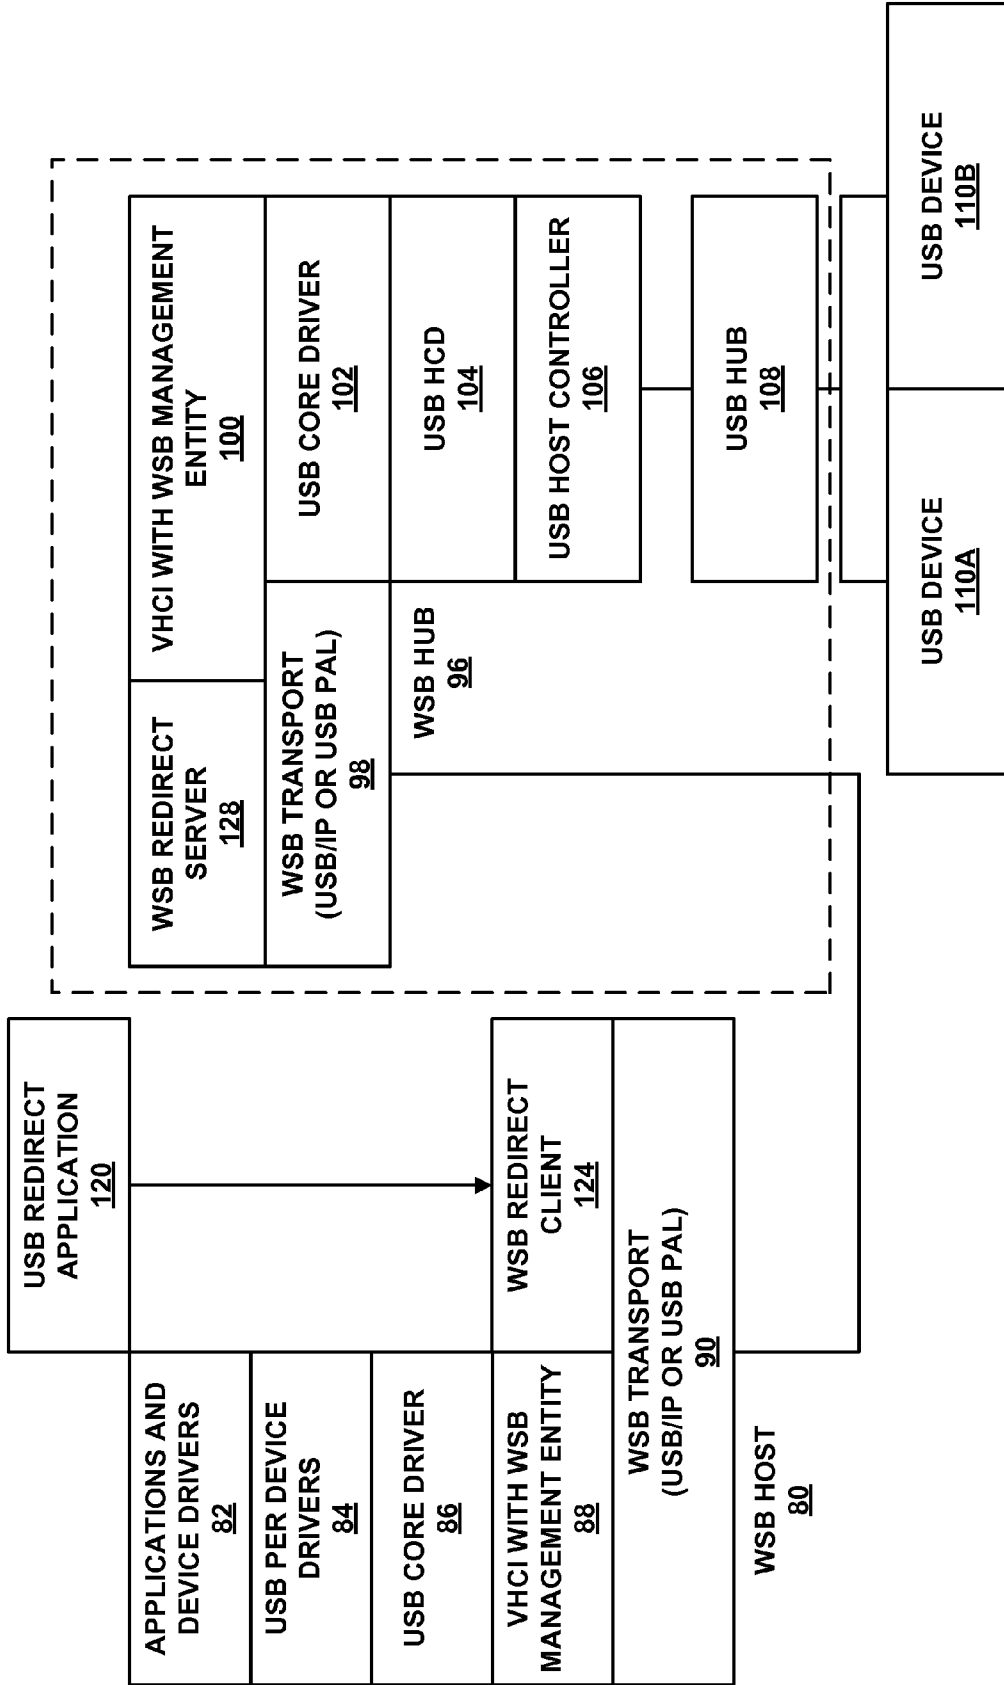 USB REDIRECT
APPLICATION
120
APPLICATIONS AND
DEVICE DRIVERS
82
USB PER DEVICE
DRIVERS
84
USB CORE DRIVER
86
VHCI WITH WSB
MANAGEMENT ENTITY
88
WSB REDIRECT
CLIENT
124
WSB TRANSPORT
(USB/IP OR USB PAL)
90
WSB HOST
80
WSB REDIRECT
SERVER
128
VHCI WITH WSB MANAGEMENT
ENTITY
100
WSB TRANSPORT
(USB/IP OR USB PAL)
98
USB CORE DRIVER
102
WSB HUB
96
USB HCD
104
USB HOST CONTROLLER
106
USB HUB
108
USB DEVICE
110A
USB DEVICE
110B